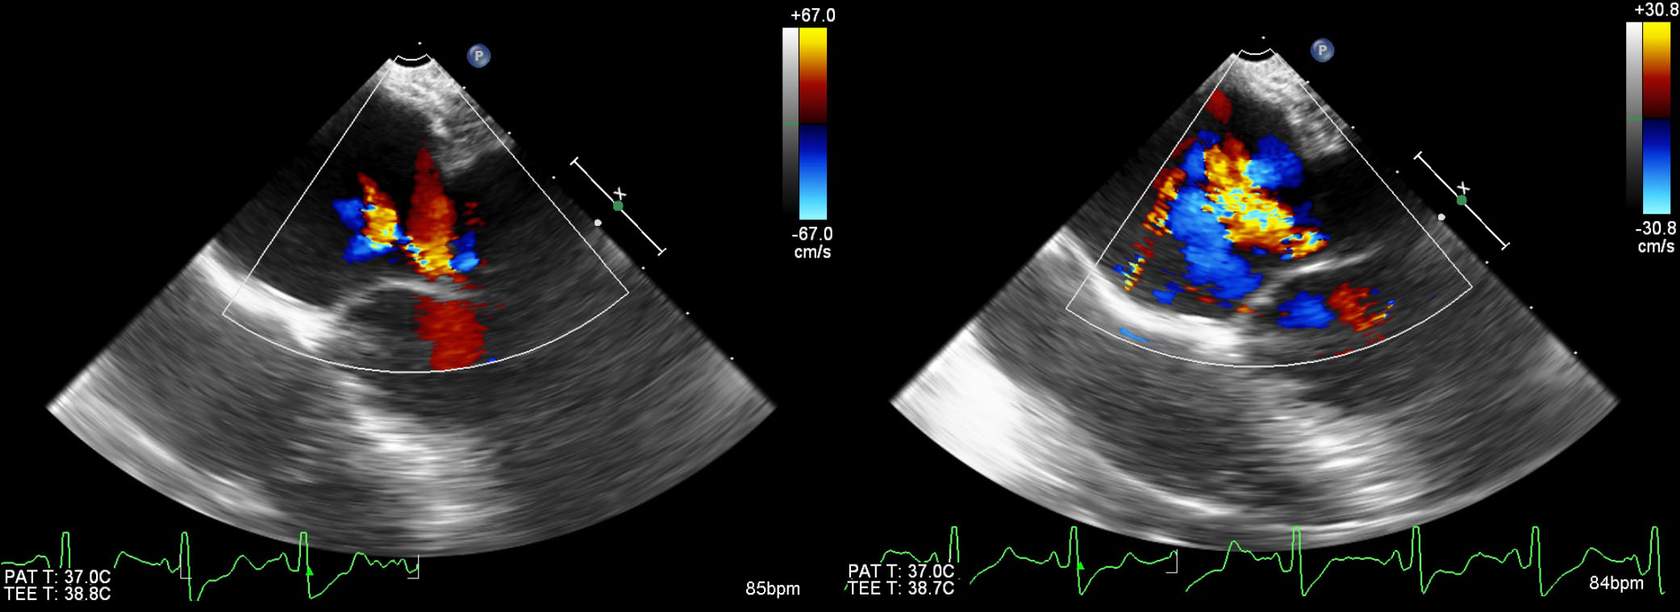 +67.0
P
-67.0
cm/s
x
PAT T: 37.0C
TEE T: 38.8C
85bpm
+30.8
P
-30.8
cm/s
x
PAT T: 37.0C
TEE T: 38.7C
84bpm